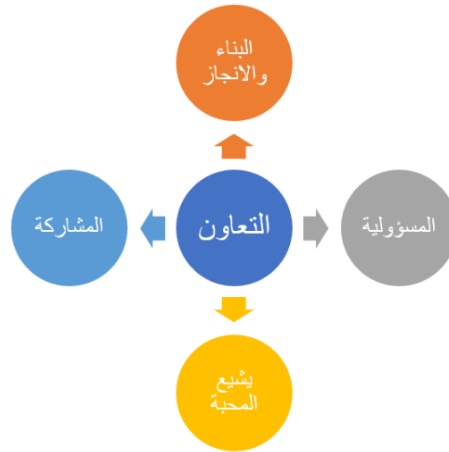 البناء
والانجاز
المسؤولية
التعاون
المشاركة
يشيع
المحبة